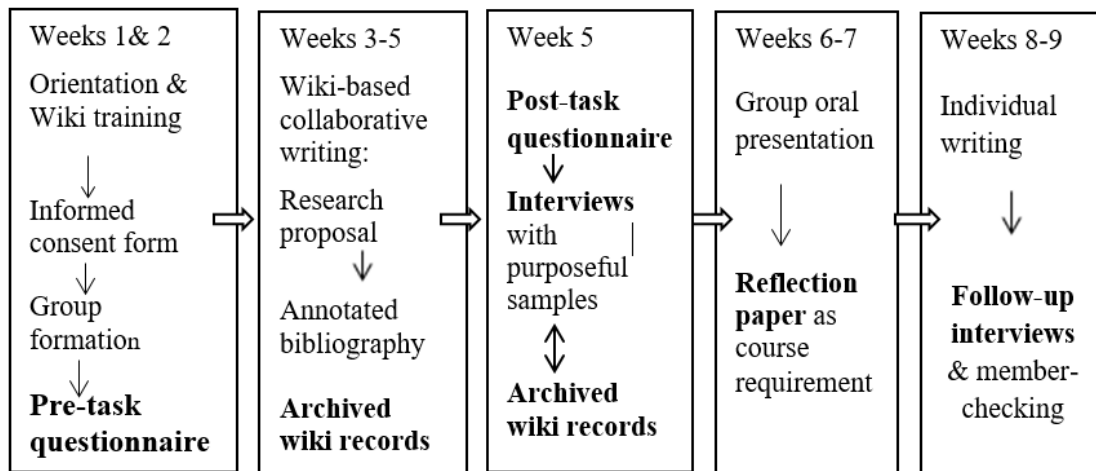 Weeks 1& 2
Orientation &
Wiki training
Informed
consent form
Group
formation
Pre-task
questionnaire
Weeks 3-5
Wiki-based
collaborative
writing:
Research
proposal
Annotated
bibliography
Archived
wiki records
Week 5
Post-task
questionnaire
Interviews
with
purposeful
samples
Archived
wiki records
Weeks 6-7
Group oral
presentation
Reflection
paper as
course
requirement
Weeks 8-9
Individual
writing
Follow-up
interviews
& member-
checking